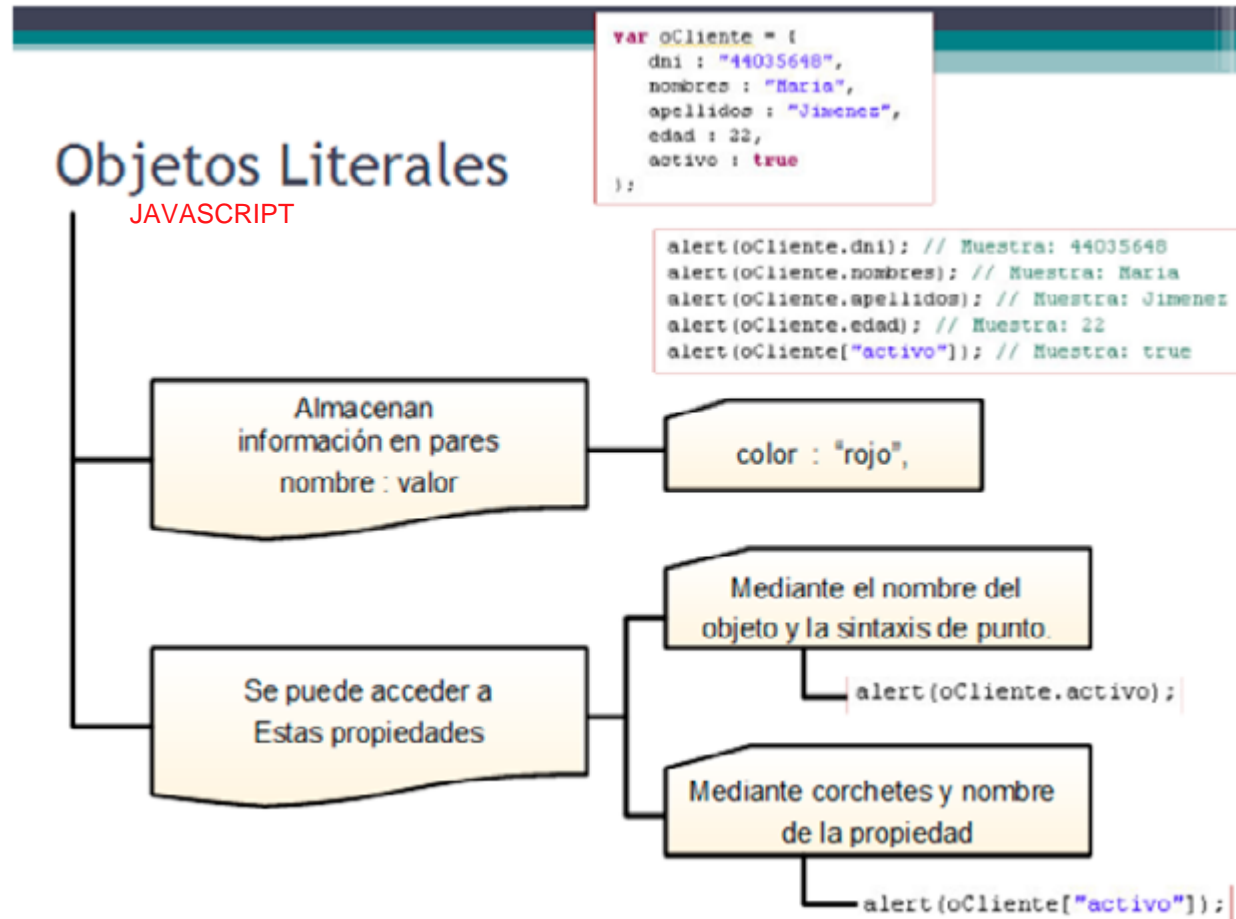 var oCliente = {
dni : "44035648",
nombres : "Maria",
apellidos : "Jimenez",
edad : 22,
activo : true
};
Objetos Literales
JAVASCRIPT
alert(oCliente.dni); // Muestra: 44035648
alert(oCliente.nombres); // Muestra: Maria
alert(oCliente.apellidos); // Muestra: Jimenez
alert(oCliente.edad); // Muestra: 22
alert(oCliente["activo"]); // Muestra: true
Almacenan
información en pares
nombre : valor
color : “rojo”,
Se puede acceder a
Estas propiedades
Mediante el nombre del
objeto y la sintaxis de punto.
alert(oCliente.activo);
Mediante corchetes y nombre
de la propiedad
alert(oCliente["activo"]);